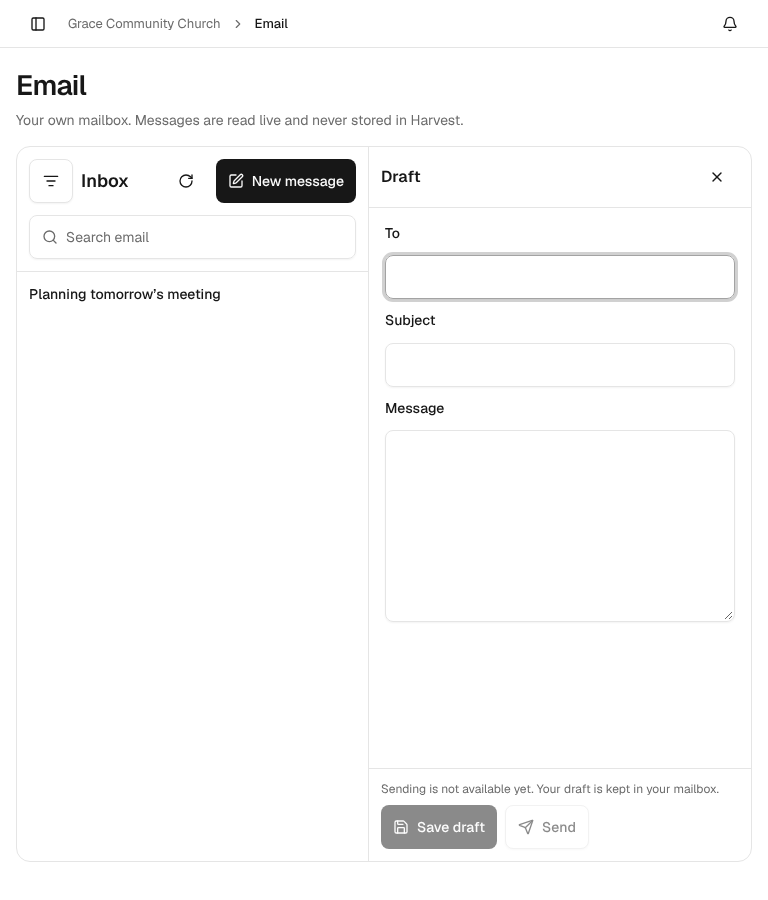 Grace Community Church > Email
Email
Your own mailbox. Messages are read live and never stored in Harvest.
Inbox
New message
Search email
Planning tomorrow’s meeting
Draft
To
Subject
Message
Sending is not available yet. Your draft is kept in your mailbox.
Save draft
Send